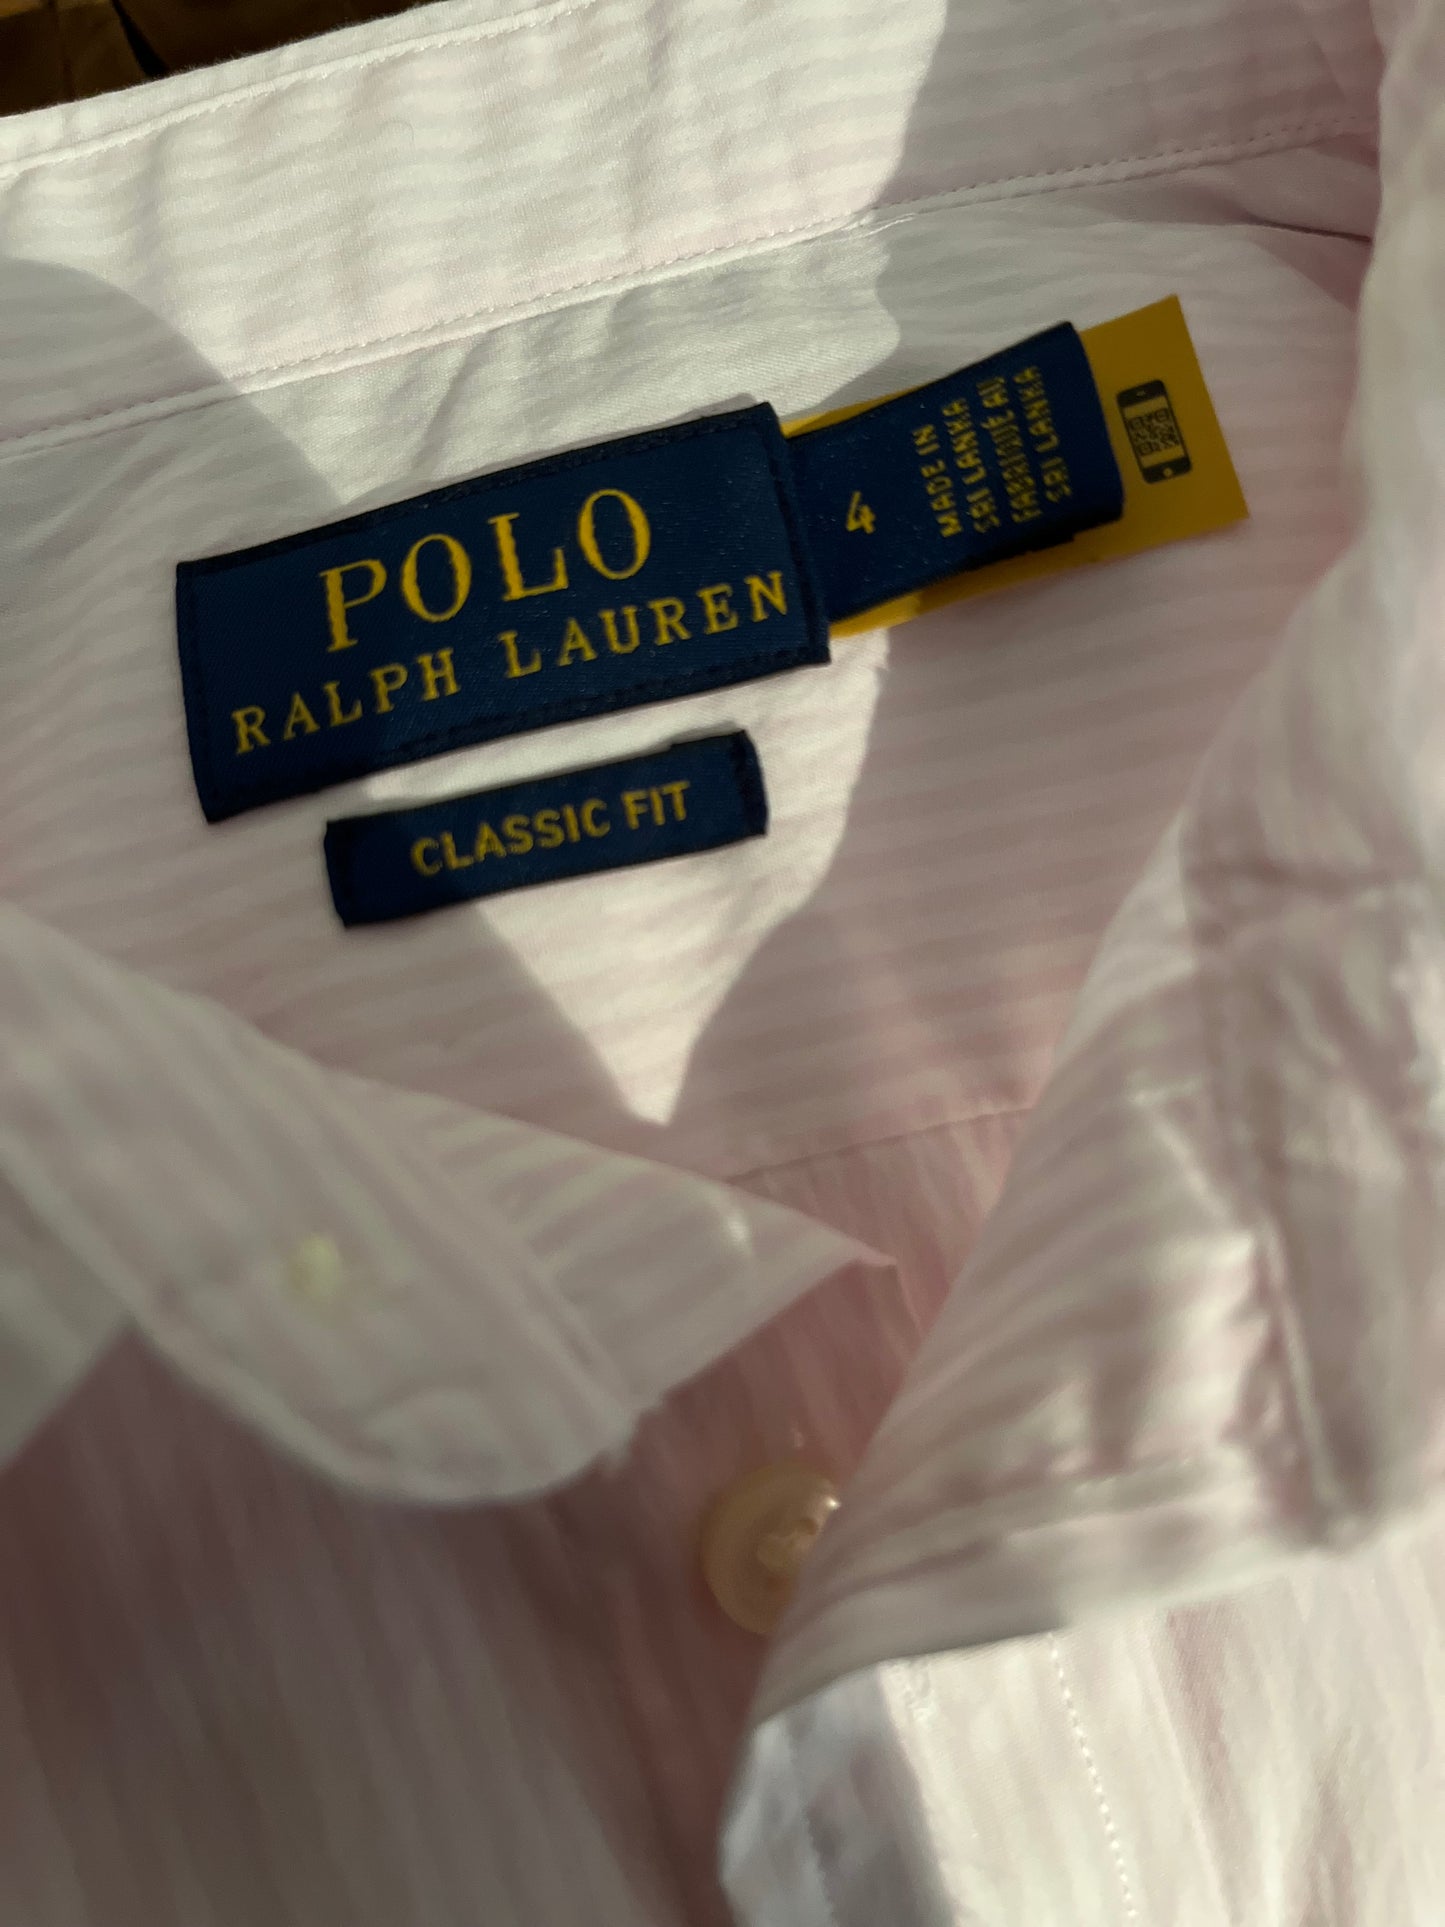 POLO
RALPH LAUREN
CLASSIC FIT
4
MADE IN
SRI LANKA
FABRIQUÉ AU
SRI LANKA